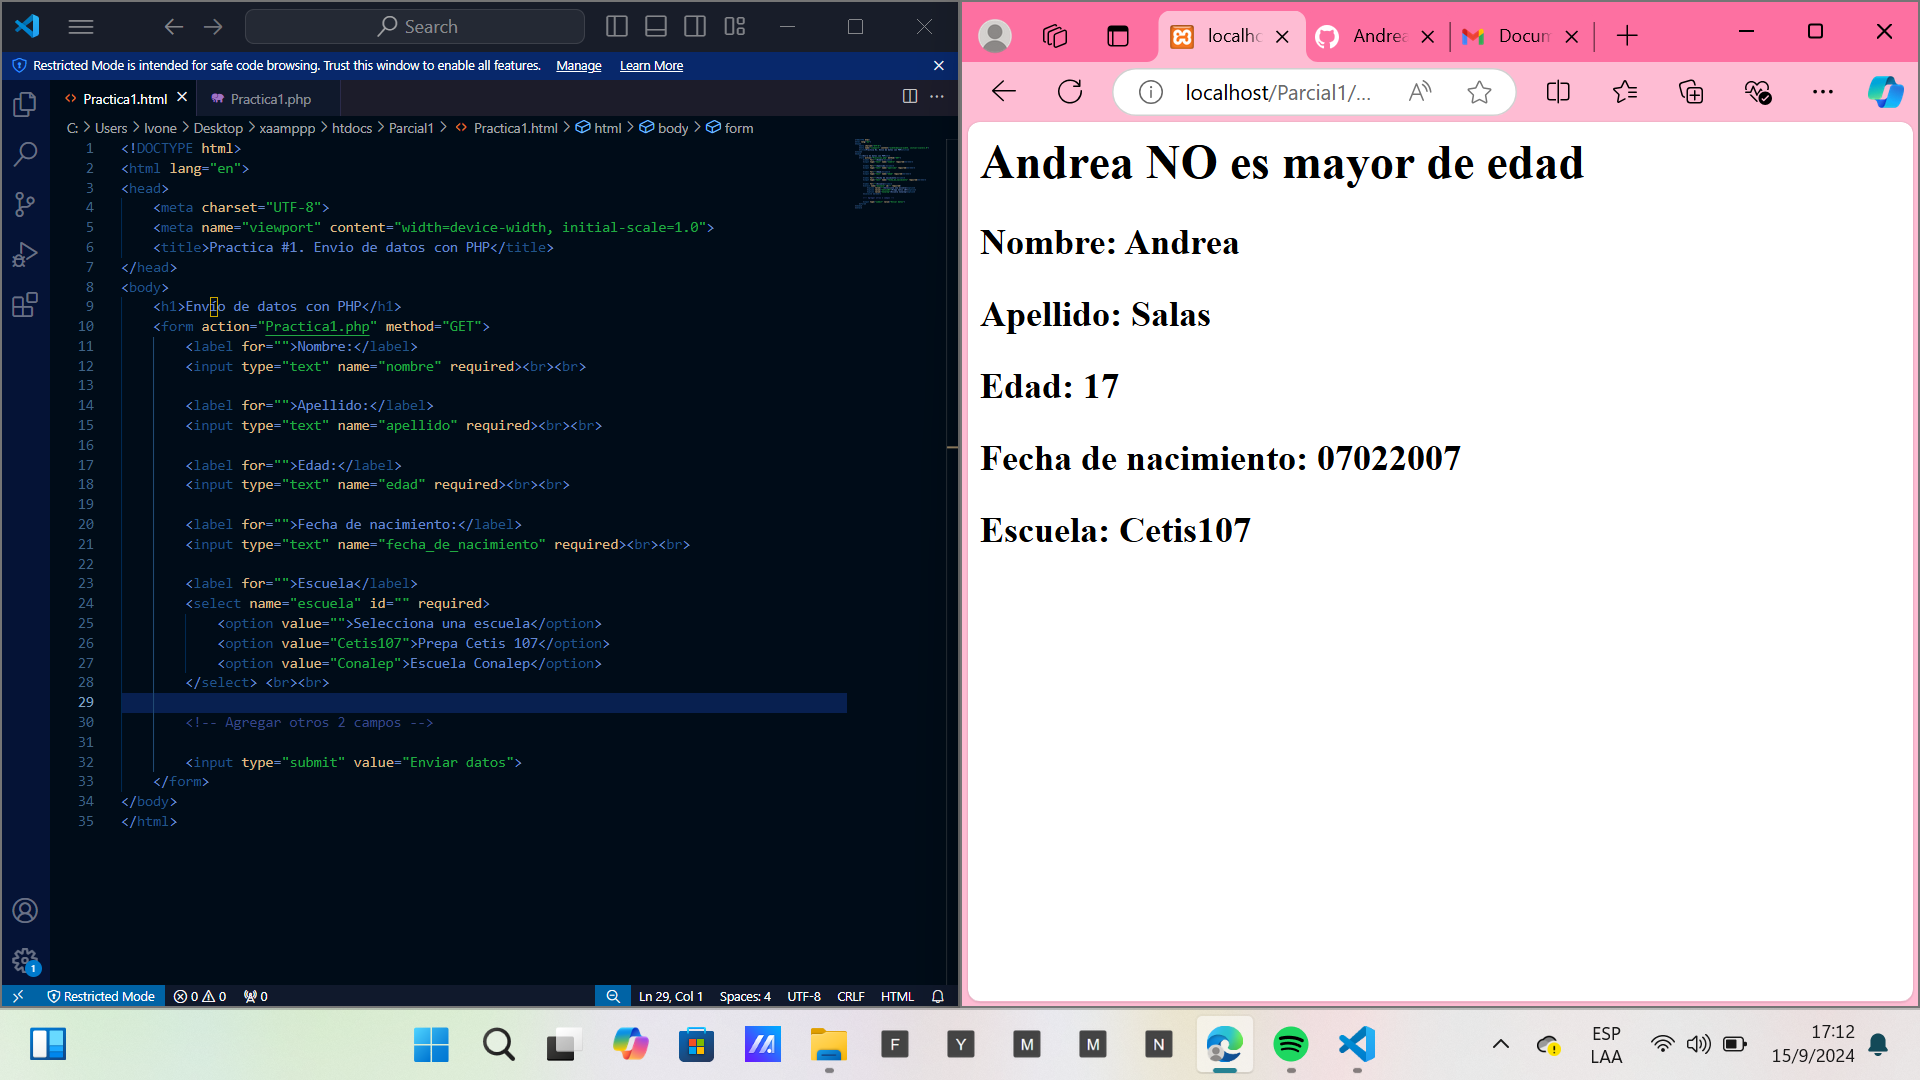 Search
Restricted Mode is intended for safe code browsing. Trust this window to enable all features. Manage Learn More
Practica1.html Practica1.php
C: > Users > Ivone > Desktop > xaamppp > htdocs > Parcial1 > Practica1.html > html > body > form
1 <!DOCTYPE html>
2 <html lang="en">
3 <head>
4 <meta charset="UTF-8">
5 <meta name="viewport" content="width=device-width, initial-scale=1.0">
6 <title>Practica #1. Envio de datos con PHP</title>
7 </head>
8 <body>
9 <h1>Envío de datos con PHP</h1>
10 <form action="Practica1.php" method="GET">
11 <label for="">Nombre:</label>
12 <input type="text" name="nombre" required><br><br>
13
14 <label for="">Apellido:</label>
15 <input type="text" name="apellido" required><br><br>
16
17 <label for="">Edad:</label>
18 <input type="text" name="edad" required><br><br>
19
20 <label for="">Fecha de nacimiento:</label>
21 <input type="text" name="fecha_de_nacimiento" required><br><br>
22
23 <label for="">Escuela</label>
24 <select name="escuela" id="" required>
25 <option value="">Selecciona una escuela</option>
26 <option value="Cetis107">Prepa Cetis 107</option>
27 <option value="Conalep">Escuela Conalep</option>
28 </select> <br><br>
29
30 <!-- Agregar otros 2 campos -->
31
32 <input type="submit" value="Enviar datos">
33 </form>
34 </body>
35 </html>
1
Restricted Mode 0 0 0 Ln 29, Col 1 Spaces: 4 UTF-8 CRLF HTML
localho Andrea Docum
localhost/Parcial1/...
Andrea NO es mayor de edad
Nombre: Andrea
Apellido: Salas
Edad: 17
Fecha de nacimiento: 07022007
Escuela: Cetis107
F Y M M N
ESP
LAA
17:12
15/9/2024